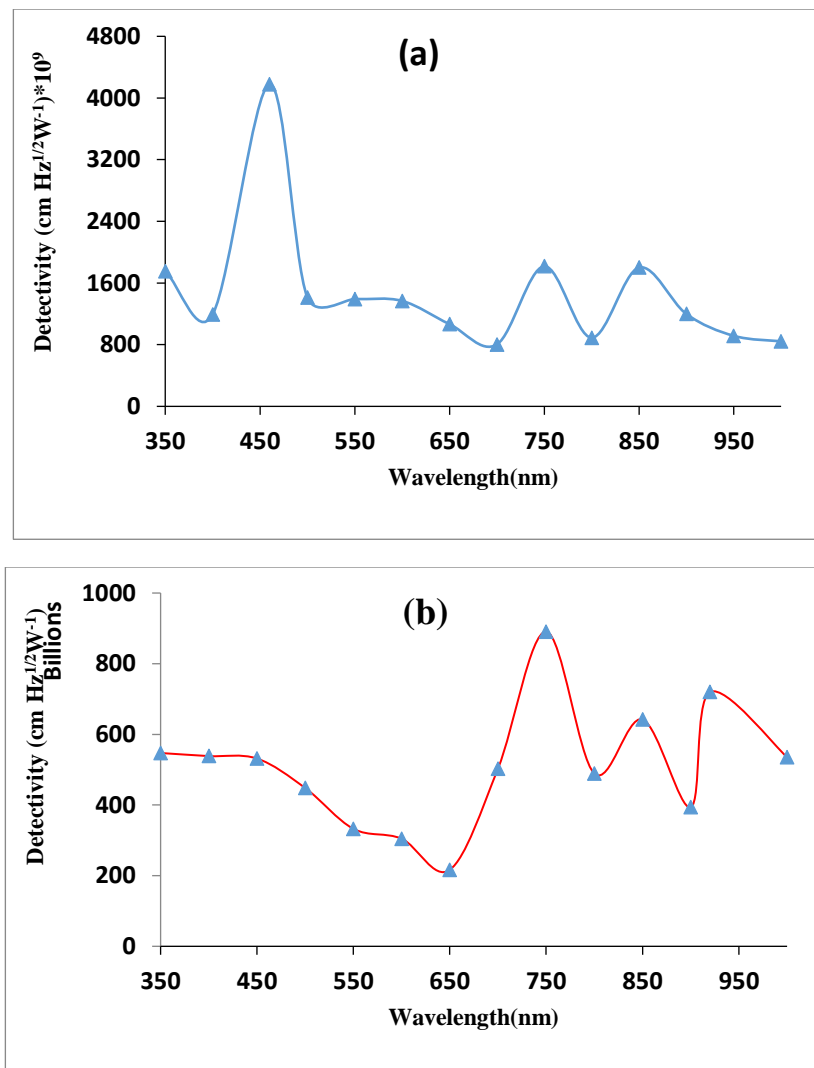 (a)
Detectivity (cm Hz1/2W-1)*10^9
4800
4000
3200
2400
1600
800
0
350 450 550 650 750 850 950
Wavelength(nm)
(b)
Detectivity (cm Hz1/2W-1)
Billions
1000
800
600
400
200
0
350 450 550 650 750 850 950
Wavelength(nm)